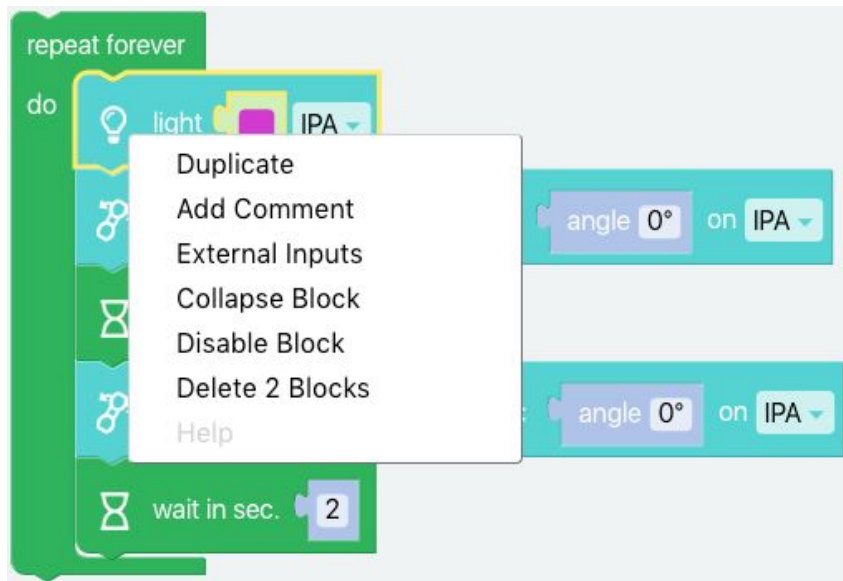 repeat forever
do
light IPA
Duplicate
Add Comment
angle 0° on IPA
External Inputs
Collapse Block
Disable Block
Delete 2 Blocks
: angle 0° on IPA
Help
wait in sec. 2